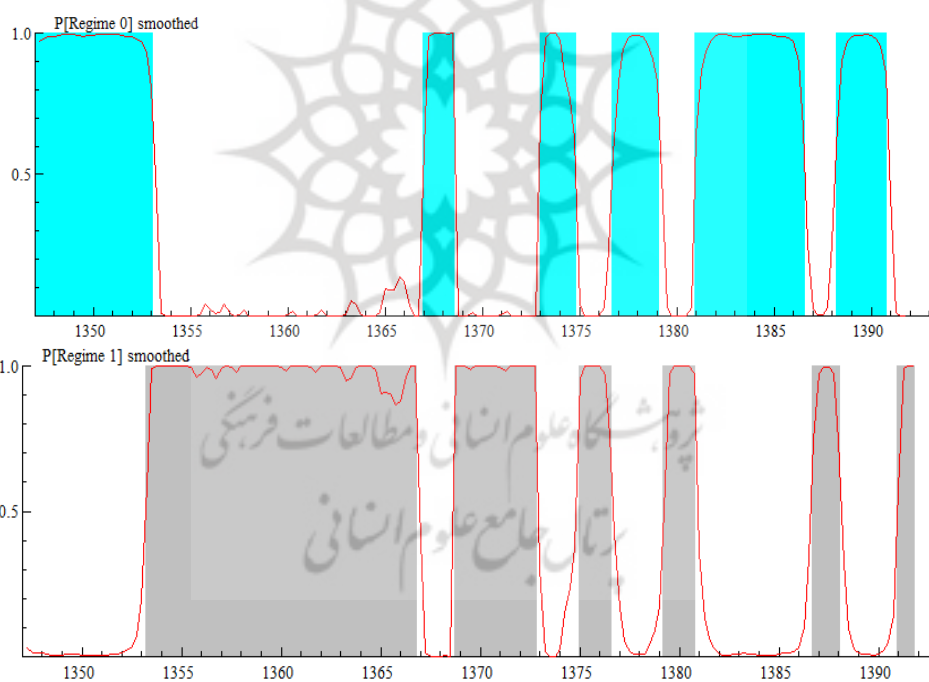 P[Regime 0] smoothed
1.0
0.5
1350 1355 1360 1365 1370 1375 1380 1385 1390
P[Regime 1] smoothed
1.0
پژوهشگاه علوم انسانی و مطالعات فرهنگی
0.5
پرتال جامع علوم انسانی
1350 1355 1360 1365 1370 1375 1380 1385 1390